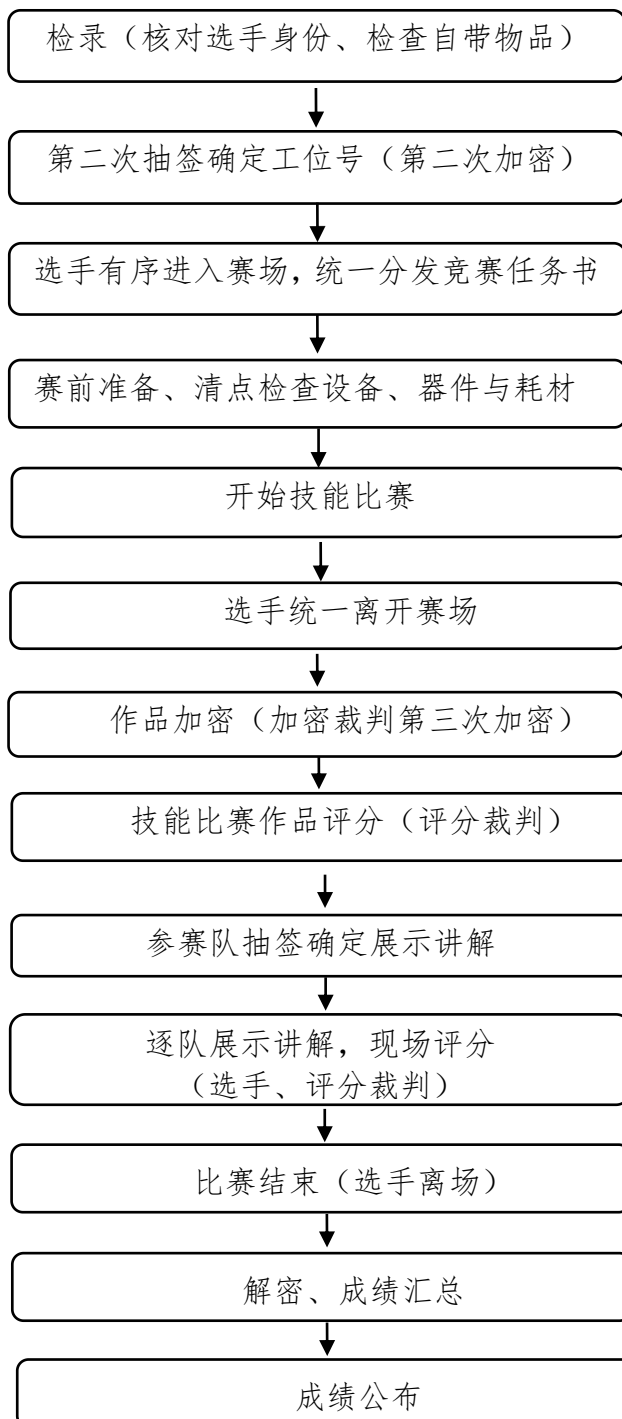 检录（核对选手身份、检查自带物品）
第二次抽签确定工位号（第二次加密）
选手有序进入赛场，统一分发竞赛任务书
赛前准备、清点检查设备、器件与耗材
开始技能比赛
选手统一离开赛场
作品加密（加密裁判第三次加密）
技能比赛作品评分（评分裁判）
参赛队抽签确定展示讲解
逐队展示讲解，现场评分
（选手、评分裁判）
比赛结束（选手离场）
解密、成绩汇总
成绩公布